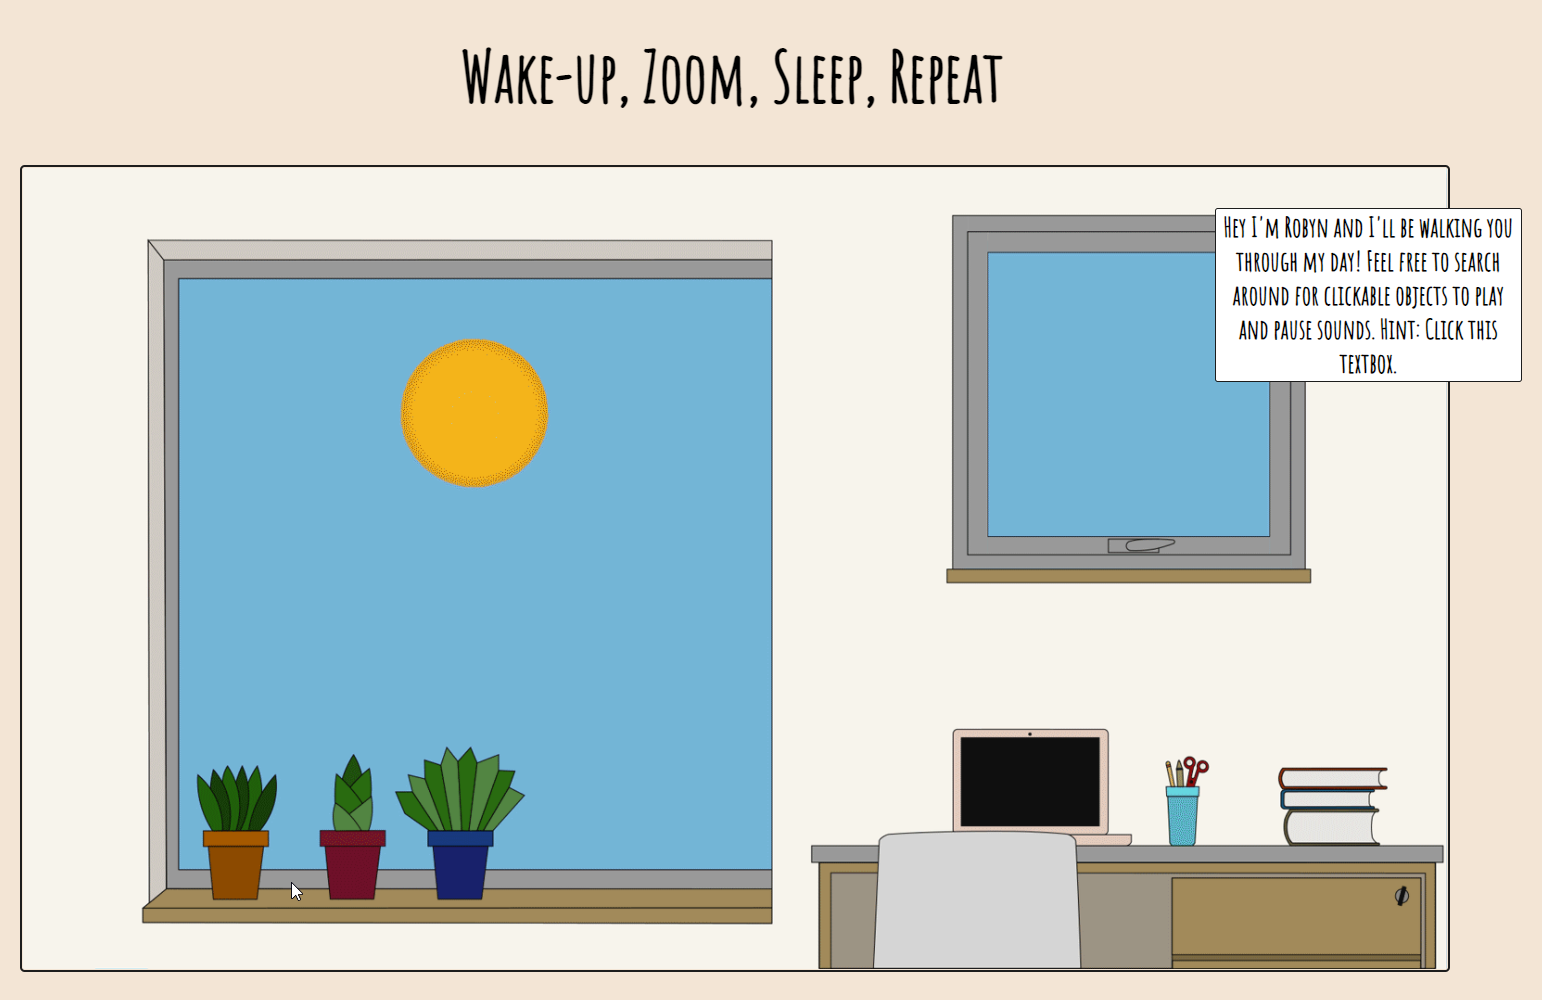 Wake-up, Zoom, Sleep, Repeat
Hey I'm Robyn and I'll be walking you
through my day! Feel free to search
around for clickable objects to play
and pause sounds. Hint: Click this
textbox.